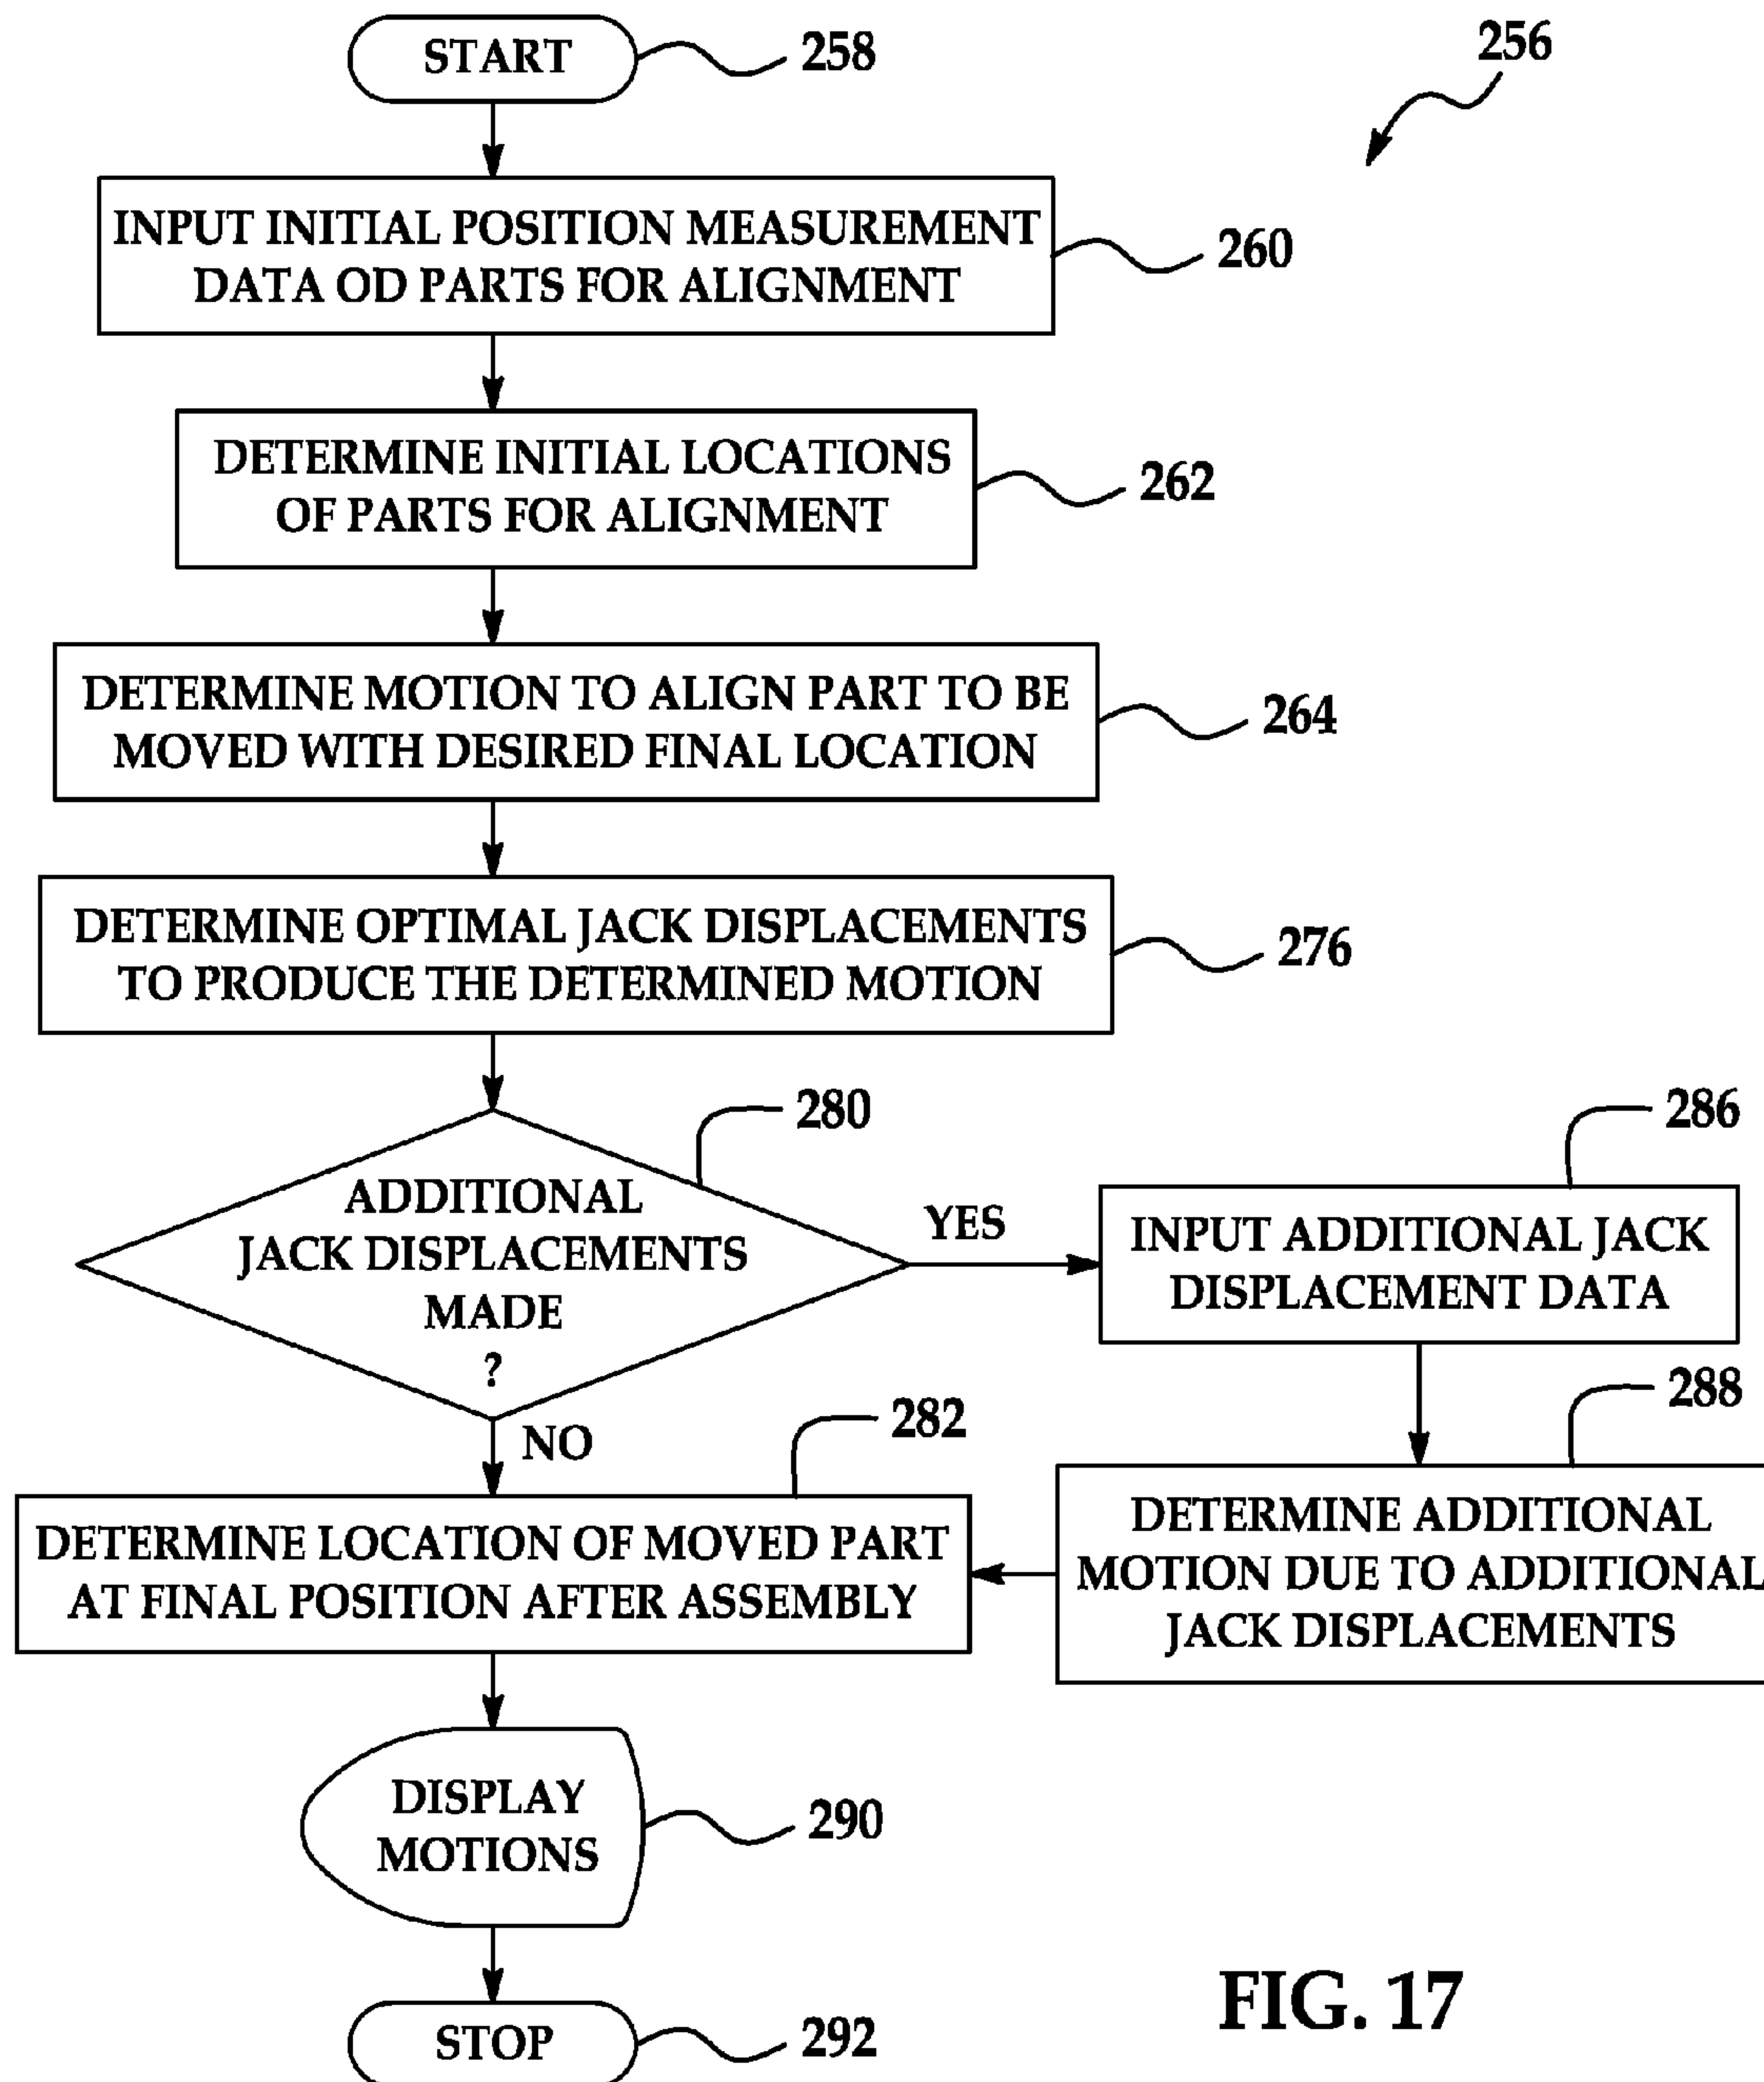 START
258
256
INPUT INITIAL POSITION MEASUREMENT
DATA OD PARTS FOR ALIGNMENT
260
DETERMINE INITIAL LOCATIONS
OF PARTS FOR ALIGNMENT
262
DETERMINE MOTION TO ALIGN PART TO BE
MOVED WITH DESIRED FINAL LOCATION
264
DETERMINE OPTIMAL JACK DISPLACEMENTS
TO PRODUCE THE DETERMINED MOTION
276
280
ADDITIONAL
JACK DISPLACEMENTS
MADE
?
YES
NO
286
INPUT ADDITIONAL JACK
DISPLACEMENT DATA
288
DETERMINE ADDITIONAL
MOTION DUE TO ADDITIONAL
JACK DISPLACEMENTS
282
DETERMINE LOCATION OF MOVED PART
AT FINAL POSITION AFTER ASSEMBLY
DISPLAY
MOTIONS
290
STOP
292
FIG. 17